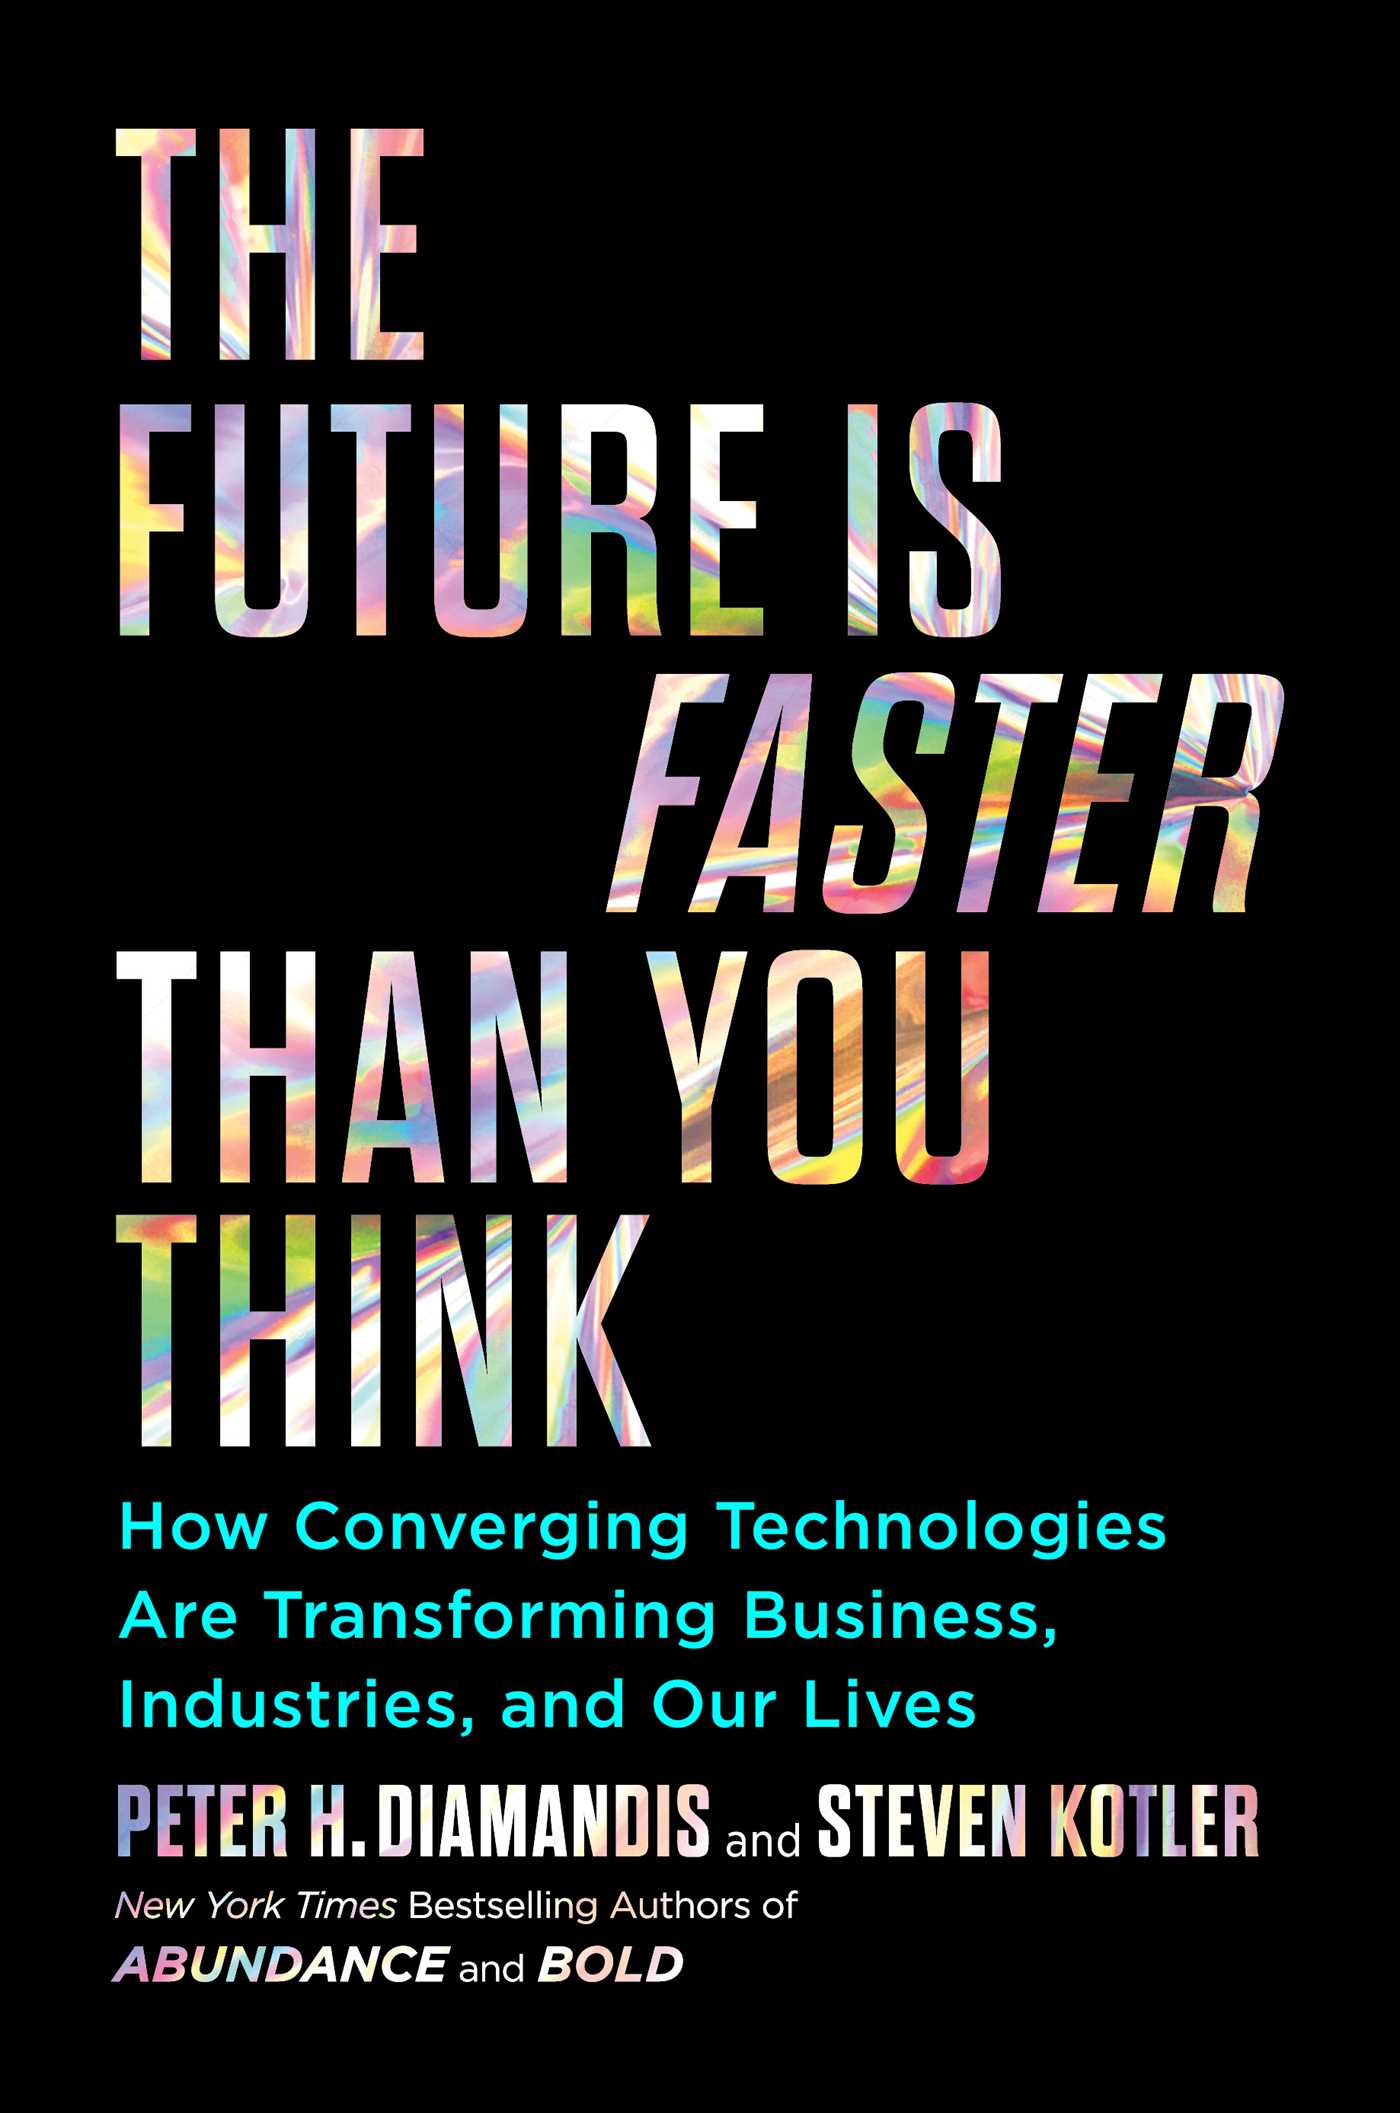 THE
FUTURE IS
FASTER
THAN YOU
THINK
How Converging Technologies
Are Transforming Business,
Industries, and Our Lives
PETER H. DIAMANDIS and STEVEN KOTLER
New York Times Bestselling Authors of
ABUNDANCE and BOLD